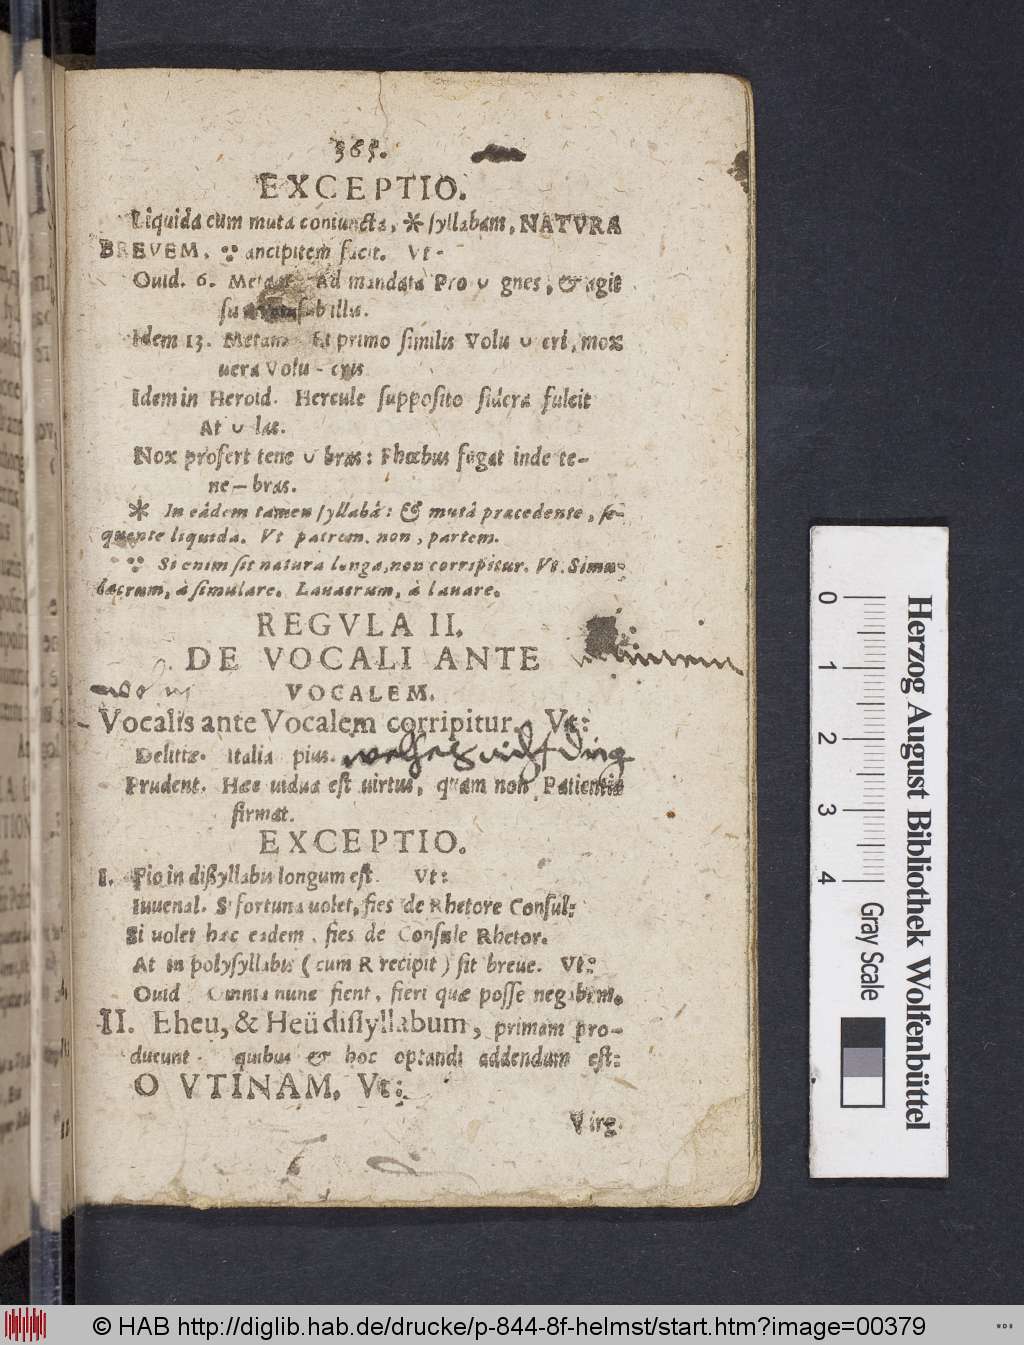 365.
EXCEPTIO.
Liquida cum muta coniuncta, * syllabam, NATVRA
BREVEM, ancipitem facit. Vt-
Ouid. 6. Metam Ad mandata Pro ∪ gnes, & agit
illis.
Idem 13. Metam Et primo similis Volu ∪ cri, mox
uera Volu - cris
Idem in Heroid. Hercule supposito sidera fulcit
At ∪ las.
Nox profert tene ∪ bras: Phœbus fugat inde te-
ne - bras.
* In eâdem tamen syllabâ: & mutâ præcedente, se-
quente liquida. Vt patrem. non, partem.
Si enim sit natura longa, non corripitur. Vt. Simu-
lacrum, à simulare. Lauacrum, à lauare.
REGVLA II.
DE VOCALI ANTE
VOCALEM.
Vocalis ante Vocalem corripitur. Vt:
Delitiæ. Italia pius.
Prudent. Hæc uidua est uirtus, quam non Patientia
firmat.
EXCEPTIO.
I. Fio in dißyllabis longum est. Vt:
Iuuenal. Si fortuna uolet, fies de Rhetore Consul:
Si uolet hæc eadem, fies de Consule Rhetor.
At in polysyllabis (cum R recipit) fit breue. Vt:
Ouid Omnia nunc fient, fieri quæ posse negabam.
II. Eheu, & Heü dissyllabum, primam pro-
ducunt. quibus & hoc optandi addendum est:
O VTINAM, Vt:
Virg.
Herzog August Bibliothek Wolfenbüttel
0 1 2 3 4
Gray Scale
© HAB http://diglib.hab.de/drucke/p-844-8f-helmst/start.htm?image=00379